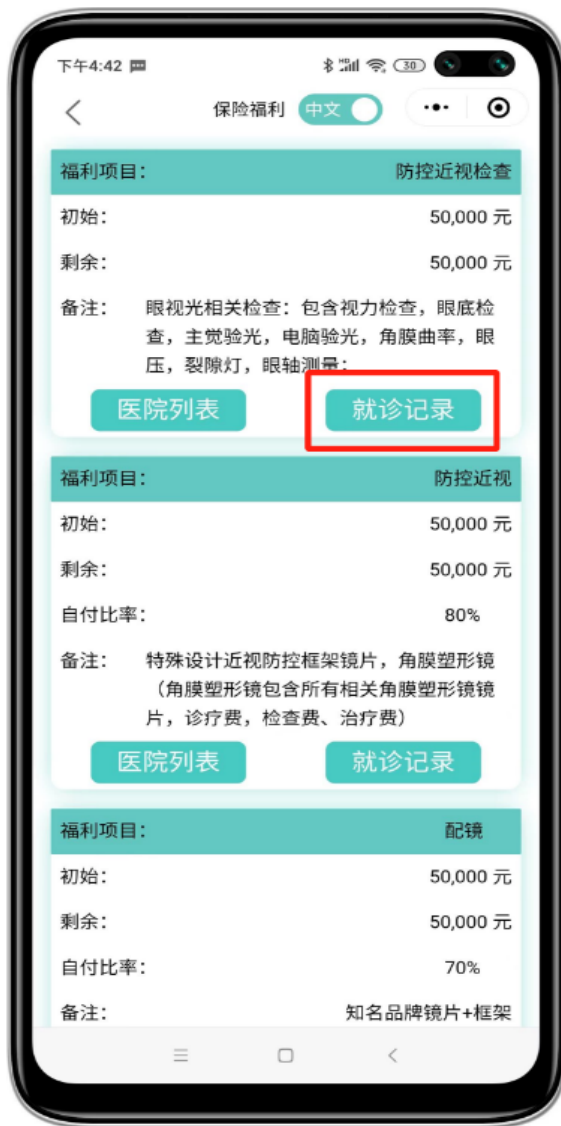 下午4:42
30
保险福利 中文
福利项目： 防控近视检查
初始： 50,000 元
剩余： 50,000 元
备注： 眼视光相关检查：包含视力检查，眼底检
查，主觉验光，电脑验光，角膜曲率，眼
压，裂隙灯，眼轴测量；
医院列表 就诊记录
福利项目： 防控近视
初始： 50,000 元
剩余： 50,000 元
自付比率： 80%
备注： 特殊设计近视防控框架镜片，角膜塑形镜
（角膜塑形镜包含所有相关角膜塑形镜镜
片，诊疗费，检查费、治疗费）
医院列表 就诊记录
福利项目： 配镜
初始： 50,000 元
剩余： 50,000 元
自付比率： 70%
备注： 知名品牌镜片+框架